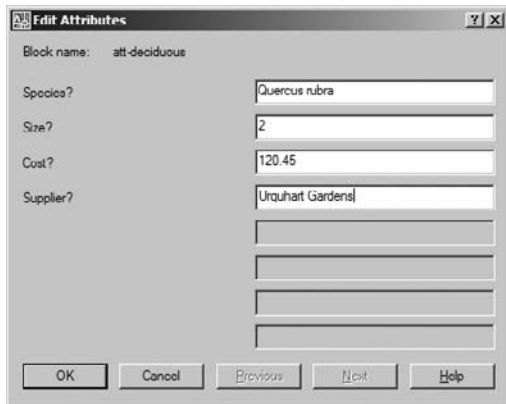 Edit Attributes
Block name: att-deciduous
Species? Quercus rubra
Size? 2
Cost? 120.45
Supplier? Urquhart Gardens
OK Cancel Previous Next Help